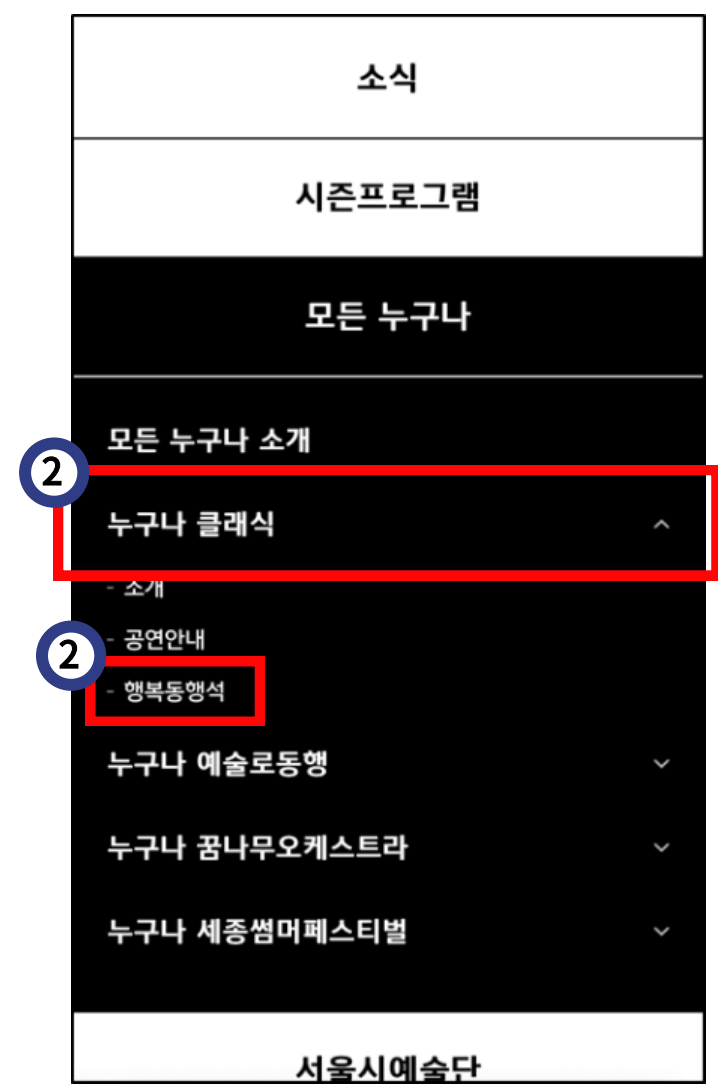 소식
시즌프로그램
모든 누구나
모든 누구나 소개
2
누구나 클래식
- 소개
- 공연안내
2
- 행복동행석
누구나 예술로동행
누구나 꿈나무오케스트라
누구나 세종썸머페스티벌
서울시예술단